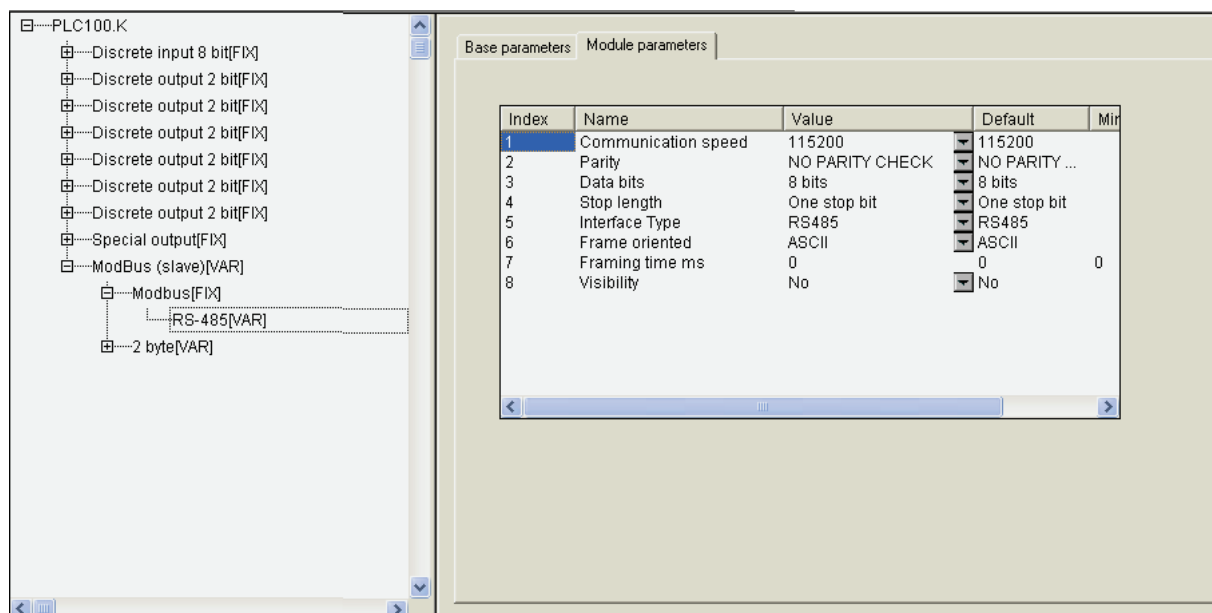 PLC100.K
Discrete input 8 bit[FIX]
Discrete output 2 bit[FIX]
Discrete output 2 bit[FIX]
Discrete output 2 bit[FIX]
Discrete output 2 bit[FIX]
Discrete output 2 bit[FIX]
Discrete output 2 bit[FIX]
Special output[FIX]
ModBus (slave)[VAR]
Modbus[FIX]
RS-485[VAR]
2 byte[VAR]
Base parameters Module parameters
Index Name Value Default Mir
1 Communication speed 115200 115200
2 Parity NO PARITY CHECK NO PARITY ...
3 Data bits 8 bits 8 bits
4 Stop length One stop bit One stop bit
5 Interface Type RS485 RS485
6 Frame oriented ASCII ASCII
7 Framing time ms 0 0 0
8 Visibility No No